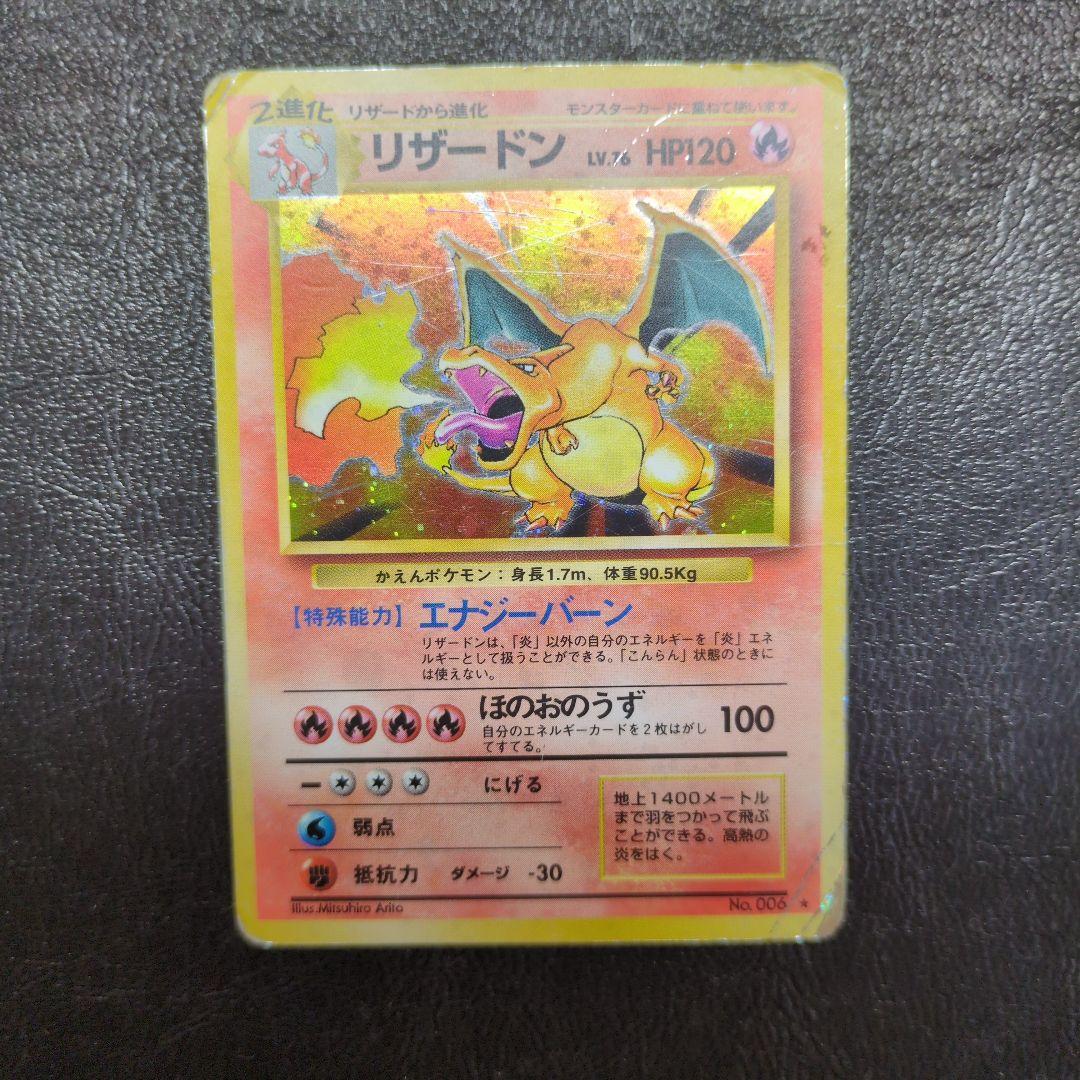 2進化 リザードから進化 モンスターカードに重ねて使います。
リザードン LV.76 HP120
かえんポケモン：身長1.7m、体重90.5Kg
【特殊能力】エナジーバーン
リザードンは、「炎」以外の自分のエネルギーを「炎」エネ
ルギーとして扱うことができる。「こんらん」状態のときに
は使えない。
ほのおのうず 100
自分のエネルギーカードを2枚はがし
てすてる。
ー にげる
弱点
抵抗力 ダメージ -30
地上1400メートル
まで羽をつかって飛ぶ
ことができる。高熱の
炎をはく。
Illus.Mitsuhiro Arita No. 006 ★